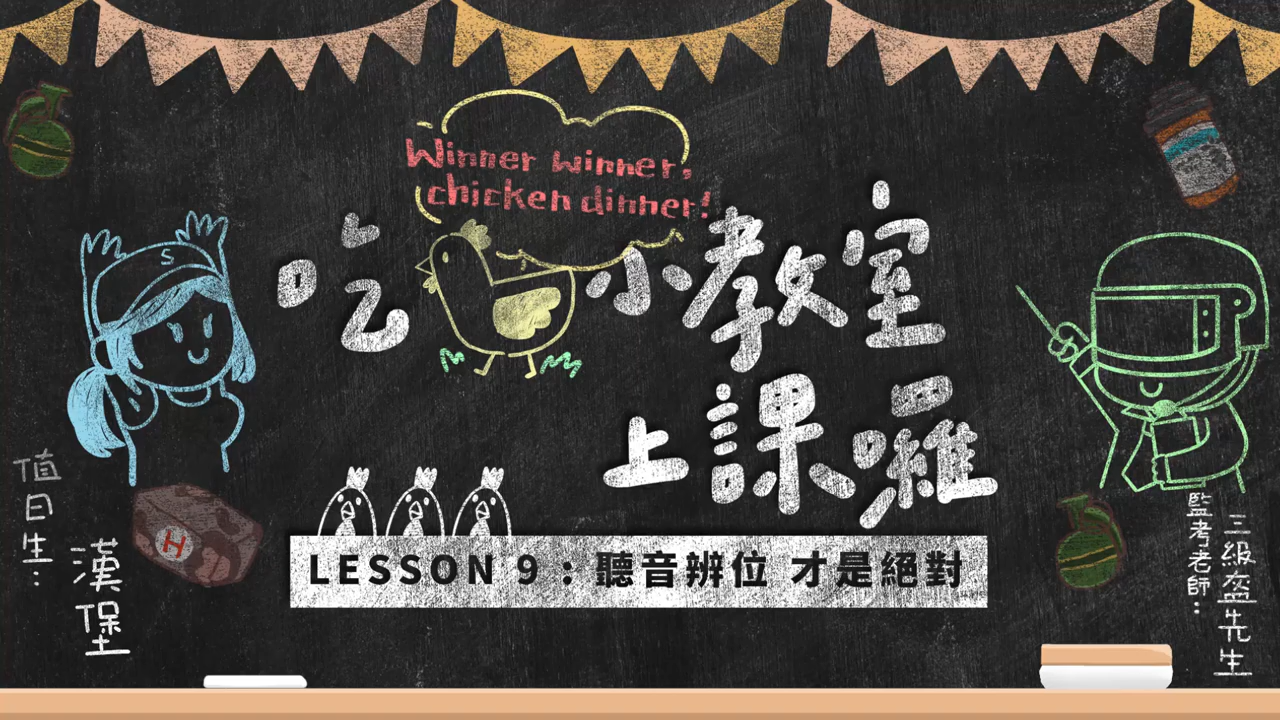 Winner winner,
chicken dinner!
吃 小教室
上課囉
LESSON 9：聽音辨位 才是絕對
值日生：
漢堡
監考老師：
三級盔先生
S
H